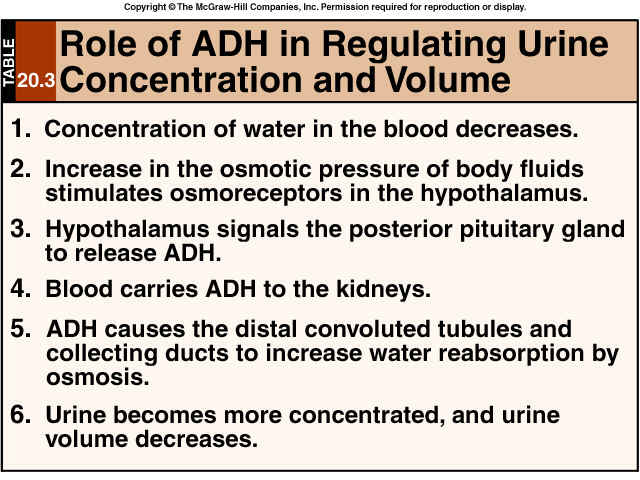 Copyright © The McGraw-Hill Companies, Inc. Permission required for reproduction or display.
TABLE 20.3
Role of ADH in Regulating Urine
Concentration and Volume
1. Concentration of water in the blood decreases.
2. Increase in the osmotic pressure of body fluids
stimulates osmoreceptors in the hypothalamus.
3. Hypothalamus signals the posterior pituitary gland
to release ADH.
4. Blood carries ADH to the kidneys.
5. ADH causes the distal convoluted tubules and
collecting ducts to increase water reabsorption by
osmosis.
6. Urine becomes more concentrated, and urine
volume decreases.